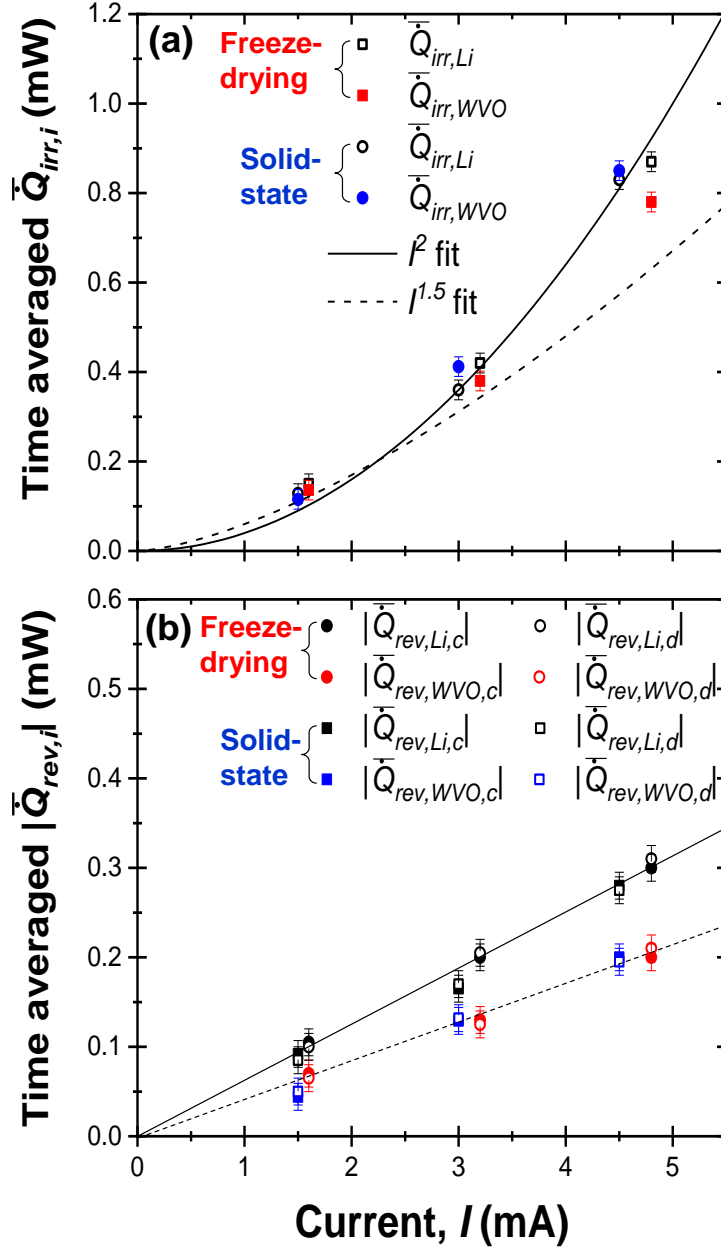 (a)
Freeze-drying
Q̇̅irr,Li
Q̇̅irr,WVO
Solid-state
Q̇̅irr,Li
Q̇̅irr,WVO
I² fit
I^1.5 fit
Time averaged Q̇̅irr,i (mW)
1.2
1.0
0.8
0.6
0.4
0.2
0.0
(b)
Freeze-drying
|Q̇̅rev,Li,c|
|Q̇̅rev,Li,d|
|Q̇̅rev,WVO,c|
|Q̇̅rev,WVO,d|
Solid-state
|Q̇̅rev,Li,c|
|Q̇̅rev,Li,d|
|Q̇̅rev,WVO,c|
|Q̇̅rev,WVO,d|
Time averaged |Q̇̅rev,i| (mW)
0.6
0.5
0.4
0.3
0.2
0.1
0.0
0 1 2 3 4 5
Current, I (mA)